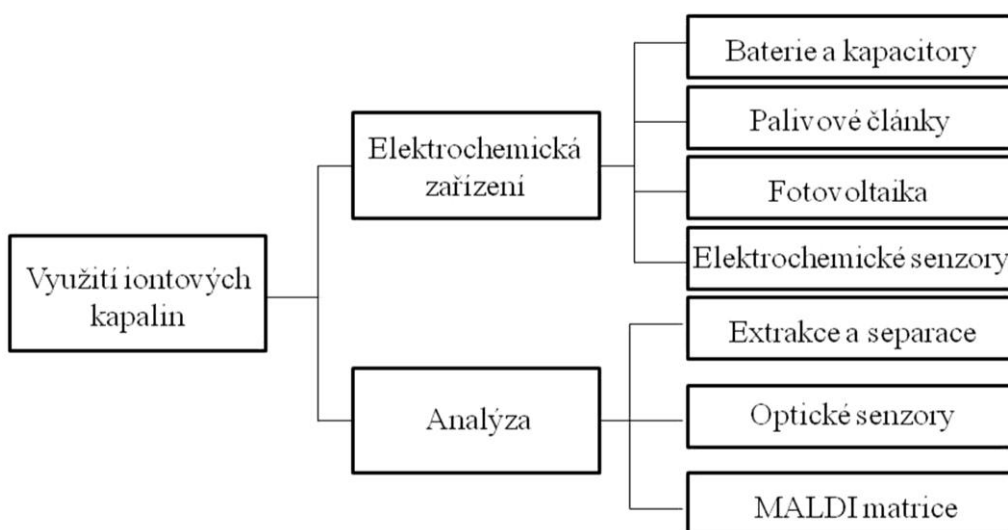 Využití iontových
kapalin
Elektrochemická
zařízení
Baterie a kapacitory
Palivové články
Fotovoltaika
Elektrochemické senzory
Analýza
Extrakce a separace
Optické senzory
MALDI matrice